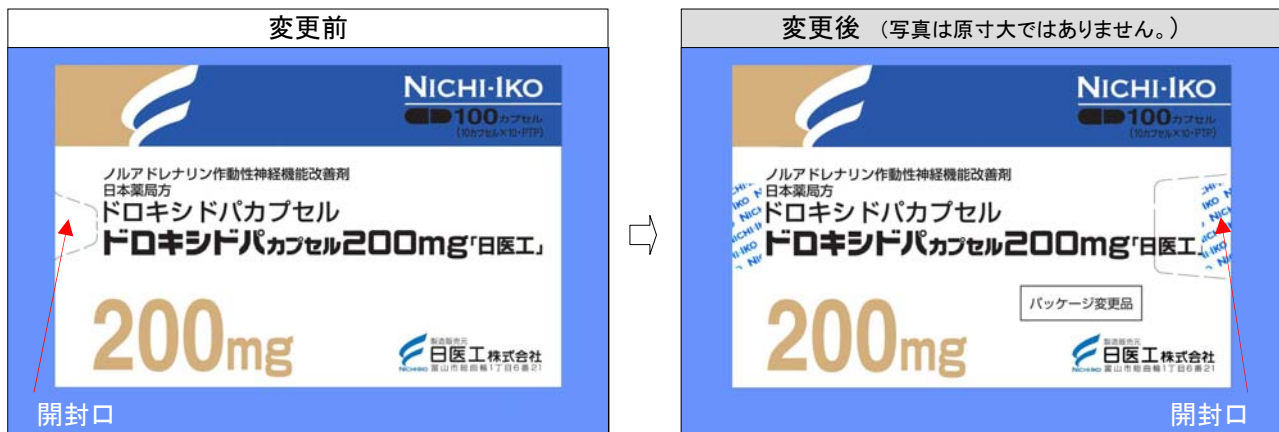 変更前
NICHI-IKO
100カプセル
(10カプセル×10・PTP)
ノルアドレナリン作動性神経機能改善剤
日本薬局方
ドロキシドパカプセル
ドロキシドパカプセル200mg「日医工」
200mg
製造販売元
日医工株式会社
NICHI-IKO 富山市総曲輪1丁目6番21
開封口
変更後 (写真は原寸大ではありません。)
NICHI-IKO
100カプセル
(10カプセル×10・PTP)
ノルアドレナリン作動性神経機能改善剤
日本薬局方
ドロキシドパカプセル
ドロキシドパカプセル200mg「日医工」
パッケージ変更品
200mg
製造販売元
日医工株式会社
NICHI-IKO 富山市総曲輪1丁目6番21
開封口